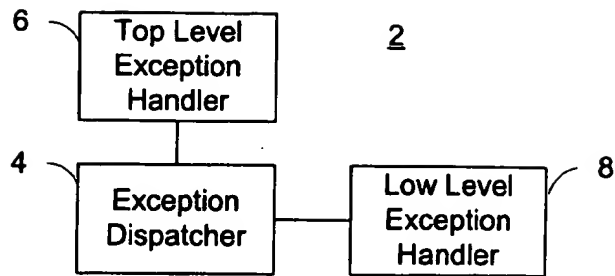 6
Top Level
Exception
Handler
2
4
Exception
Dispatcher
Low Level
Exception
Handler
8